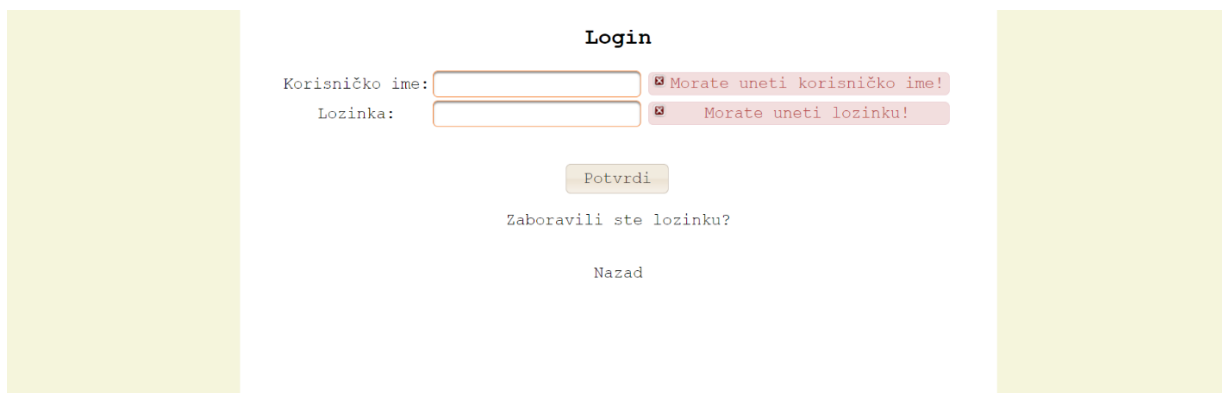 Login
Korisničko ime: Morate uneti korisničko ime!
Lozinka: Morate uneti lozinku!
Potvrdi
Zaboravili ste lozinku?
Nazad